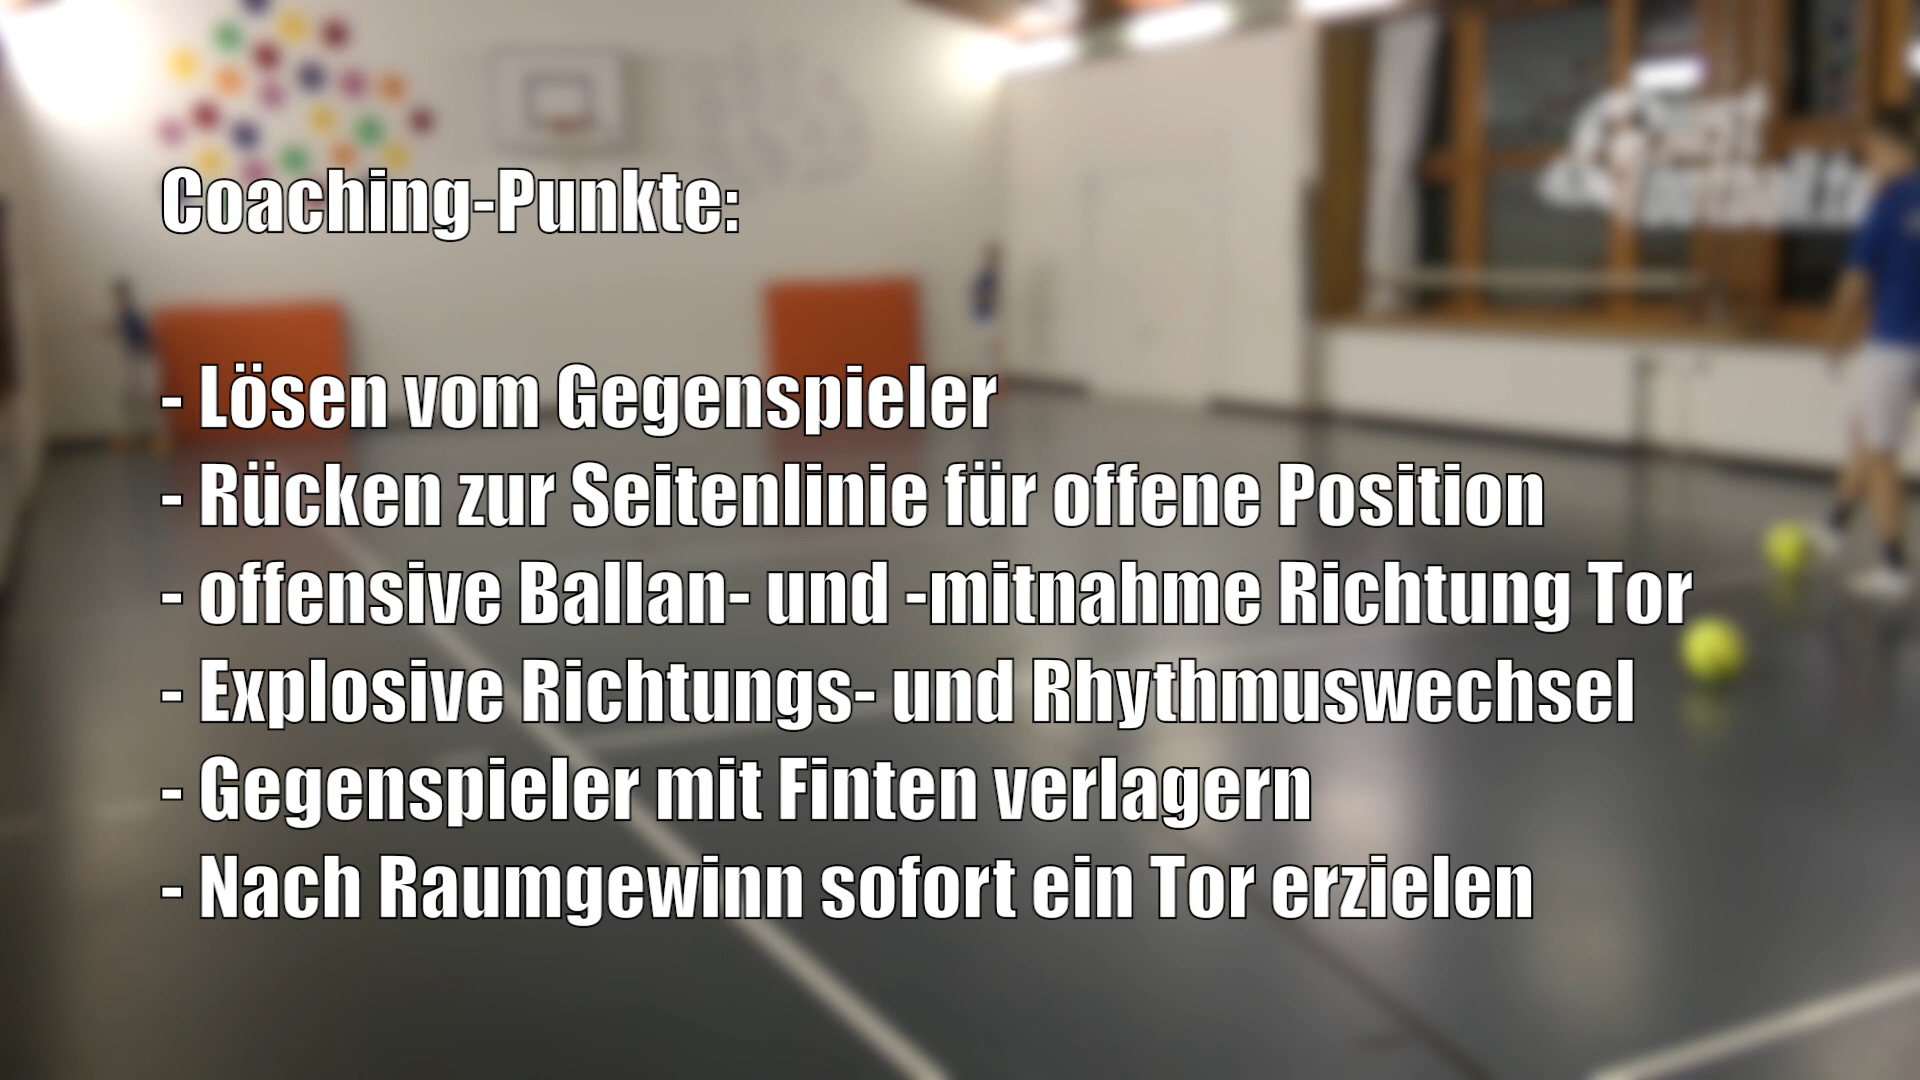 Coaching-Punkte:
- Lösen vom Gegenspieler
- Rücken zur Seitenlinie für offene Position
- offensive Ballan- und -mitnahme Richtung Tor
- Explosive Richtungs- und Rhythmuswechsel
- Gegenspieler mit Finten verlagern
- Nach Raumgewinn sofort ein Tor erzielen